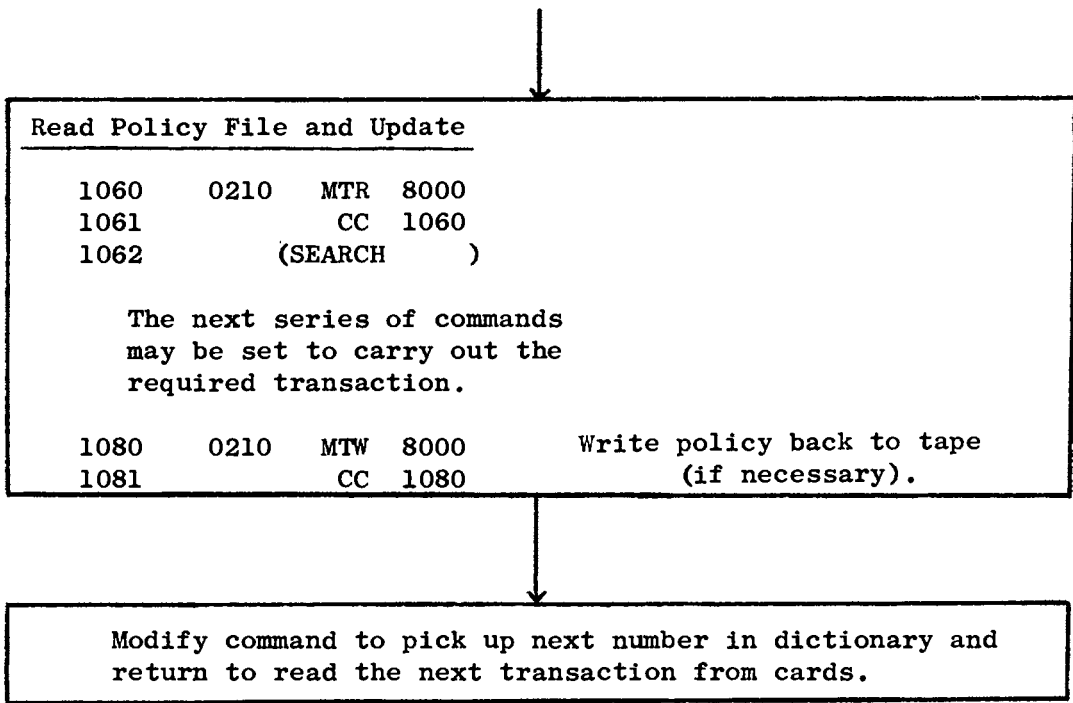 Read Policy File and Update
1060 0210 MTR 8000
1061 CC 1060
1062 (SEARCH )
The next series of commands
may be set to carry out the
required transaction.
1080 0210 MTW 8000 Write policy back to tape
1081 CC 1080 (if necessary).
Modify command to pick up next number in dictionary and
return to read the next transaction from cards.